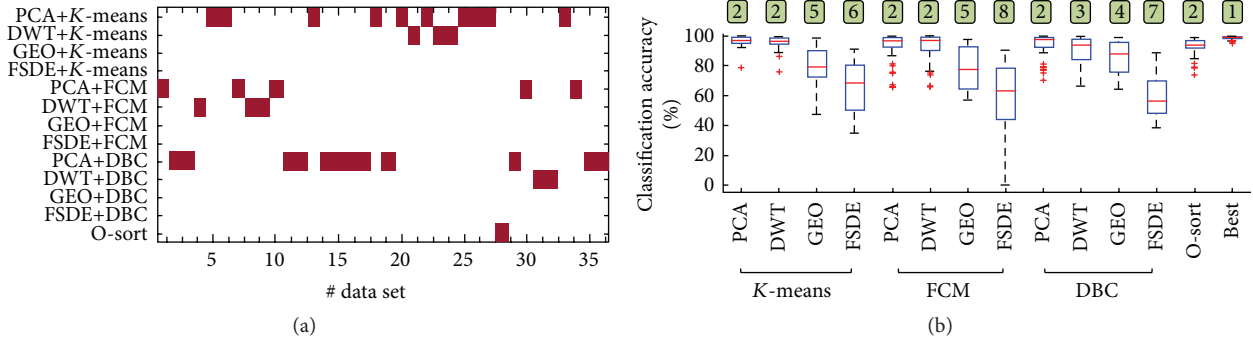 PCA+K-means
DWT+K-means
GEO+K-means
FSDE+K-means
PCA+FCM
DWT+FCM
GEO+FCM
FSDE+FCM
PCA+DBC
DWT+DBC
GEO+DBC
FSDE+DBC
O-sort
5 10 15 20 25 30 35
# data set
(a)
2 2 5 6 2 2 5 8 2 3 4 7 2 1
Classification accuracy
(%)
100
80
60
40
20
0
PCA DWT GEO FSDE PCA DWT GEO FSDE PCA DWT GEO FSDE O-sort Best
K-means FCM DBC
(b)